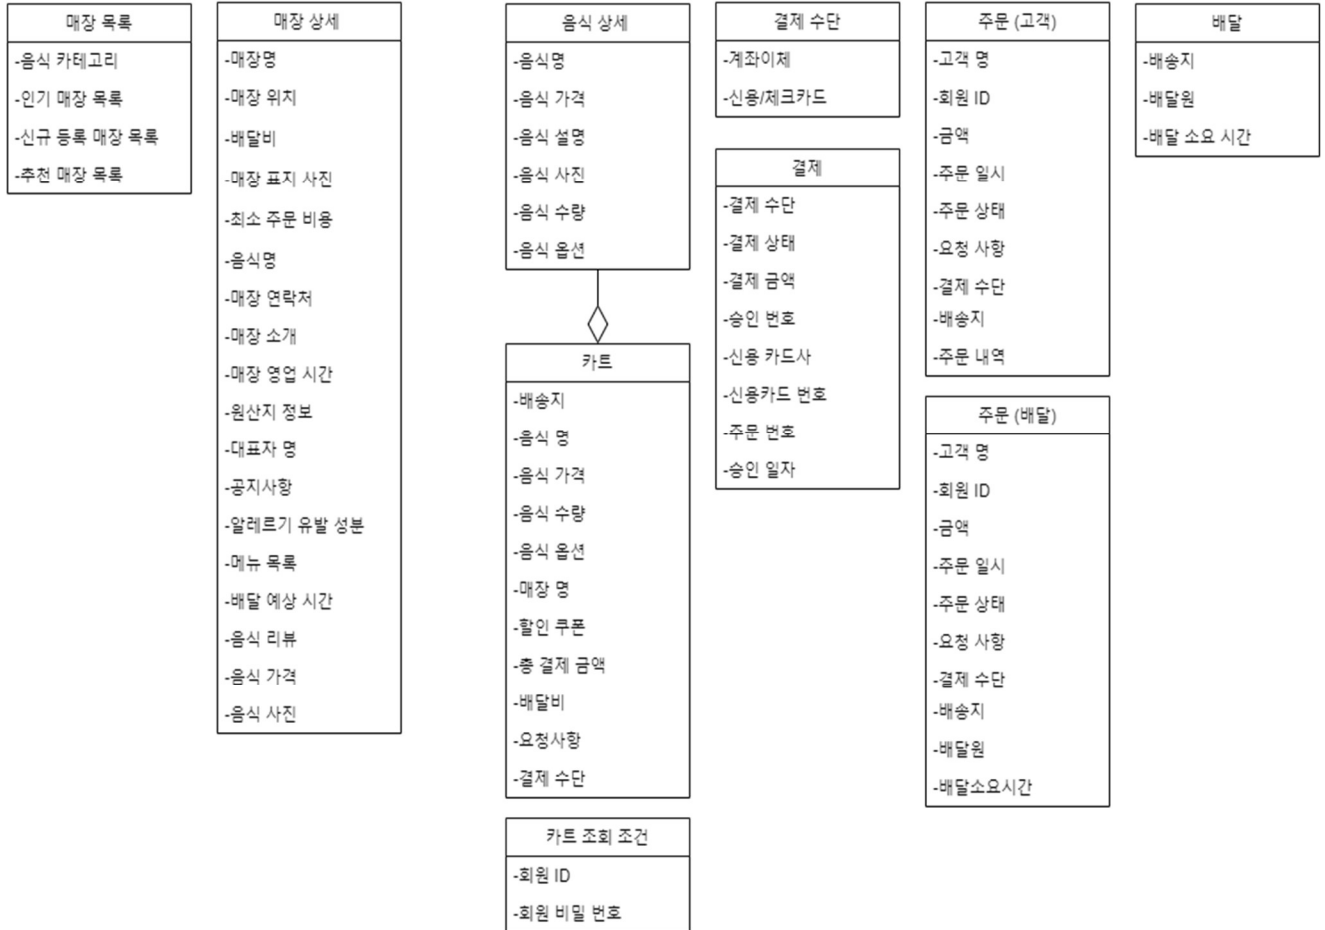 매장 목록
-음식 카테고리
-인기 매장 목록
-신규 등록 매장 목록
-추천 매장 목록
매장 상세
-매장명
-매장 위치
-배달비
-매장 표지 사진
-최소 주문 비용
-음식명
-매장 연락처
-매장 소개
-매장 영업 시간
-원산지 정보
-대표자 명
-공지사항
-알레르기 유발 성분
-메뉴 목록
-배달 예상 시간
-음식 리뷰
-음식 가격
-음식 사진
음식 상세
-음식명
-음식 가격
-음식 설명
-음식 사진
-음식 수량
-음식 옵션
카트
-배송지
-음식 명
-음식 가격
-음식 수량
-음식 옵션
-매장 명
-할인 쿠폰
-총 결제 금액
-배달비
-요청사항
-결제 수단
카트 조회 조건
-회원 ID
-회원 비밀 번호
결제 수단
-계좌이체
-신용/체크카드
결제
-결제 수단
-결제 상태
-결제 금액
-승인 번호
-신용 카드사
-신용카드 번호
-주문 번호
-승인 일자
주문 (고객)
-고객 명
-회원 ID
-금액
-주문 일시
-주문 상태
-요청 사항
-결제 수단
-배송지
-주문 내역
주문 (배달)
-고객 명
-회원 ID
-금액
-주문 일시
-주문 상태
-요청 사항
-결제 수단
-배송지
-배달원
-배달소요시간
배달
-배송지
-배달원
-배달 소요 시간